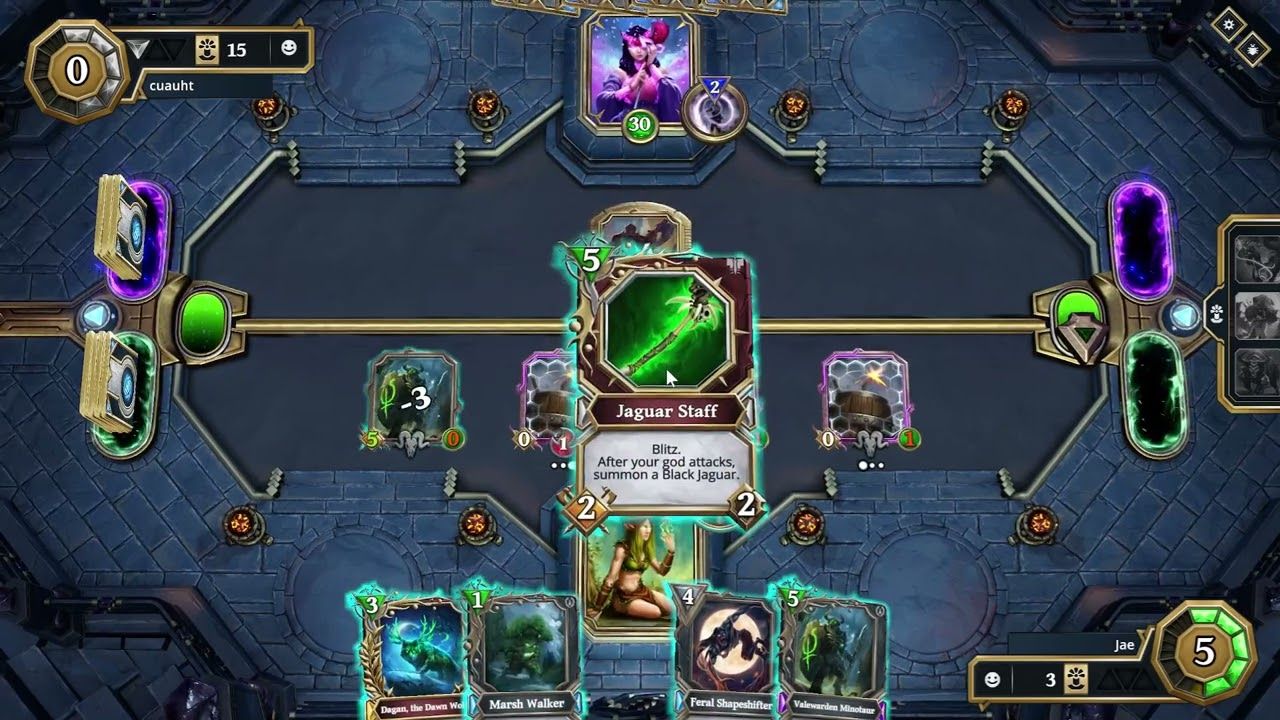 0
15
cuauht
2
30
5
Jaguar Staff
Blitz.
After your god attacks,
summon a Black Jaguar.
2
2
-3
5
0
0
1
0
1
3
1
4
5
Marsh Walker
Feral Shapeshifter
Valewarden Minotaur
Dagan, the Dawn
Jae
3
5